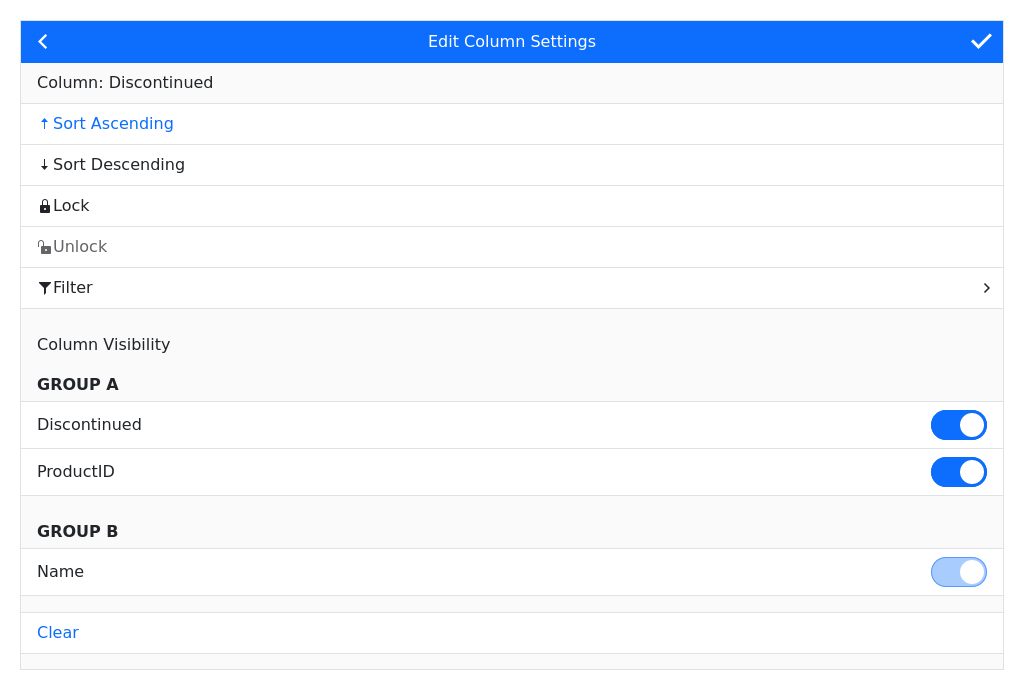 Edit Column Settings
Column: Discontinued
Sort Ascending
Sort Descending
Lock
Unlock
Filter
Column Visibility
GROUP A
Discontinued
ProductID
GROUP B
Name
Clear